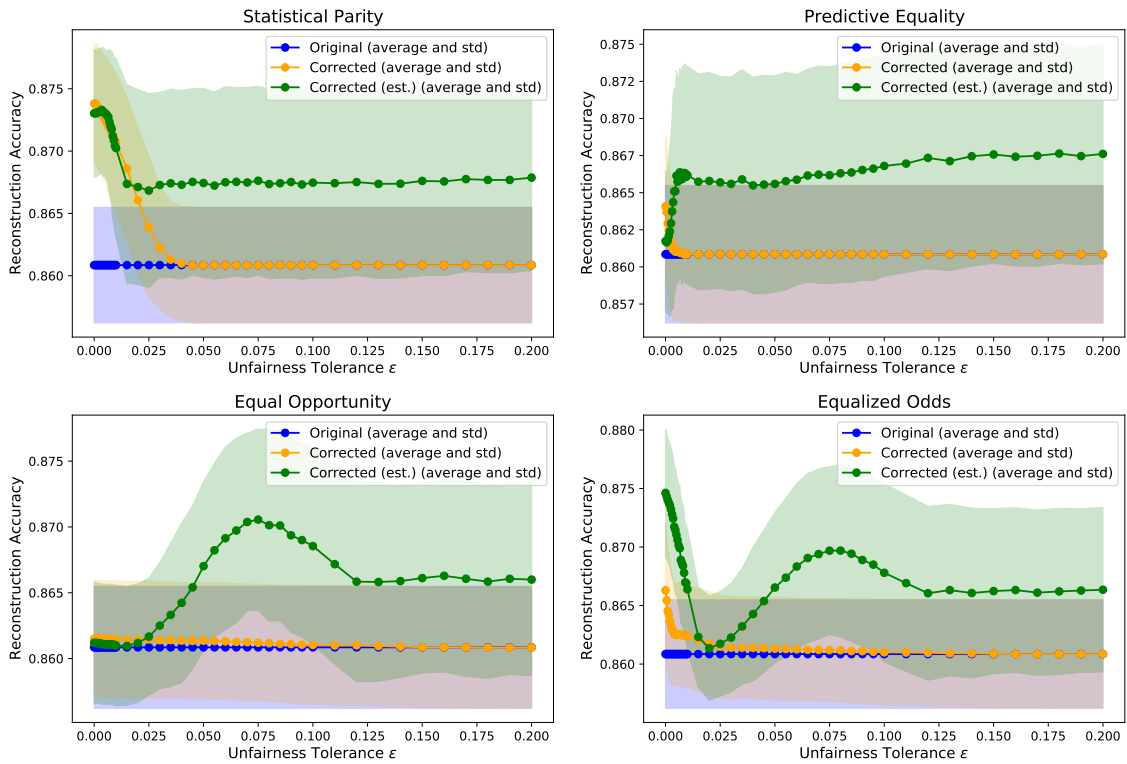 Statistical Parity
Reconstruction Accuracy
0.875
0.870
0.865
0.860
Original (average and std)
Corrected (average and std)
Corrected (est.) (average and std)
0.000 0.025 0.050 0.075 0.100 0.125 0.150 0.175 0.200
Unfairness Tolerance ε
Predictive Equality
Reconstruction Accuracy
0.875
0.872
0.870
0.867
0.865
0.862
0.860
0.857
Original (average and std)
Corrected (average and std)
Corrected (est.) (average and std)
0.000 0.025 0.050 0.075 0.100 0.125 0.150 0.175 0.200
Unfairness Tolerance ε
Equal Opportunity
Reconstruction Accuracy
0.875
0.870
0.865
0.860
Original (average and std)
Corrected (average and std)
Corrected (est.) (average and std)
0.000 0.025 0.050 0.075 0.100 0.125 0.150 0.175 0.200
Unfairness Tolerance ε
Equalized Odds
Reconstruction Accuracy
0.880
0.875
0.870
0.865
0.860
Original (average and std)
Corrected (average and std)
Corrected (est.) (average and std)
0.000 0.025 0.050 0.075 0.100 0.125 0.150 0.175 0.200
Unfairness Tolerance ε